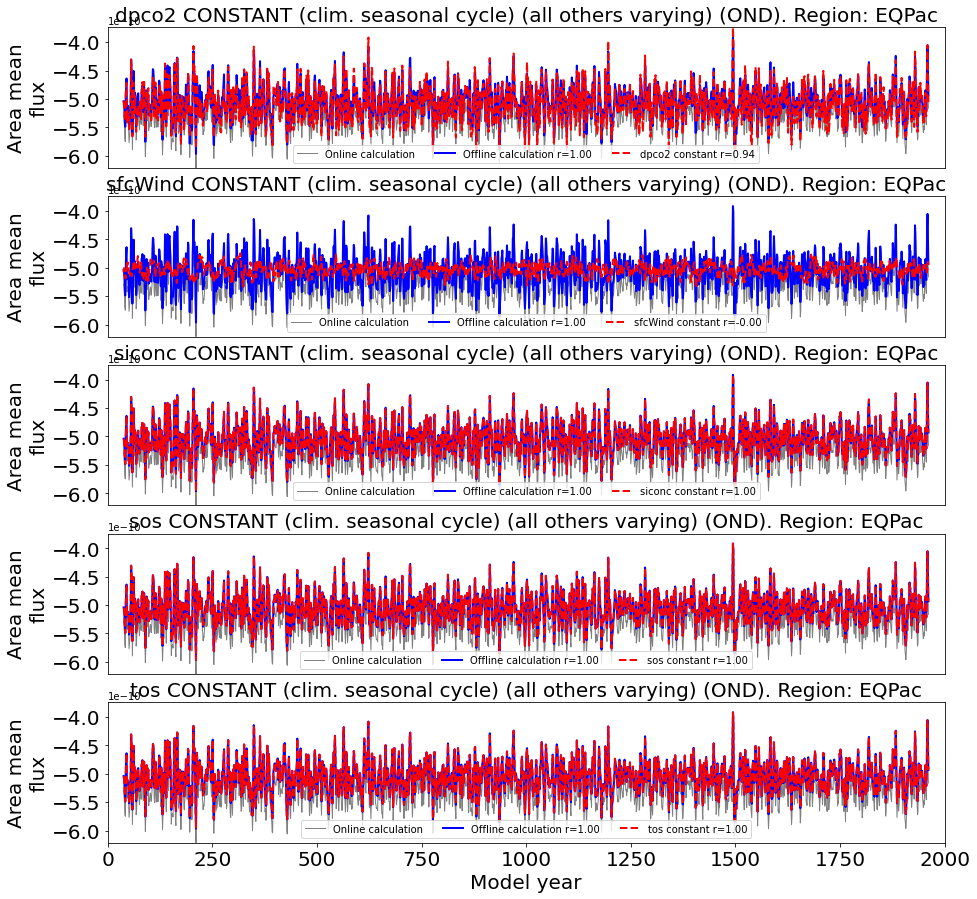 dpco2 CONSTANT (clim. seasonal cycle) (all others varying) (OND). Region: EQPac
1e−10
−4.0
−4.5
−5.0
−5.5
−6.0
Area mean
flux
Online calculation Offline calculation r=1.00 dpco2 constant r=0.94
sfcWind CONSTANT (clim. seasonal cycle) (all others varying) (OND). Region: EQPac
1e−10
−4.0
−4.5
−5.0
−5.5
−6.0
Area mean
flux
Online calculation Offline calculation r=1.00 sfcWind constant r=-0.00
siconc CONSTANT (clim. seasonal cycle) (all others varying) (OND). Region: EQPac
1e−10
−4.0
−4.5
−5.0
−5.5
−6.0
Area mean
flux
Online calculation Offline calculation r=1.00 siconc constant r=1.00
sos CONSTANT (clim. seasonal cycle) (all others varying) (OND). Region: EQPac
1e−10
−4.0
−4.5
−5.0
−5.5
−6.0
Area mean
flux
Online calculation Offline calculation r=1.00 sos constant r=1.00
tos CONSTANT (clim. seasonal cycle) (all others varying) (OND). Region: EQPac
1e−10
−4.0
−4.5
−5.0
−5.5
−6.0
Area mean
flux
Online calculation Offline calculation r=1.00 tos constant r=1.00
0 250 500 750 1000 1250 1500 1750 2000
Model year